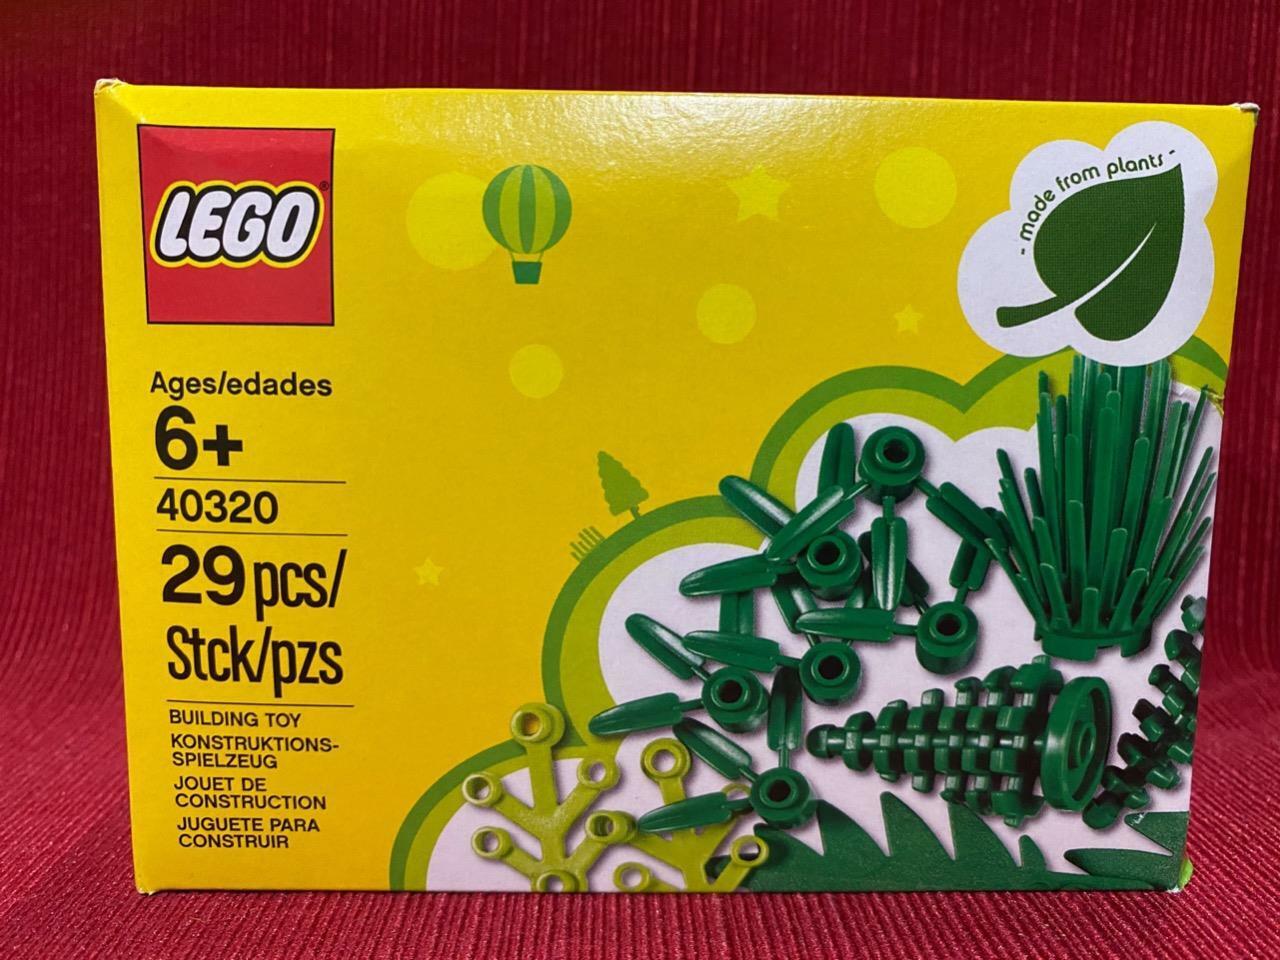 LEGO®
- made from plants -
Ages/edades
6+
40320
29 pcs/
Stck/pzs
BUILDING TOY
KONSTRUKTIONS-
SPIELZEUG
JOUET DE
CONSTRUCTION
JUGUETE PARA
CONSTRUIR